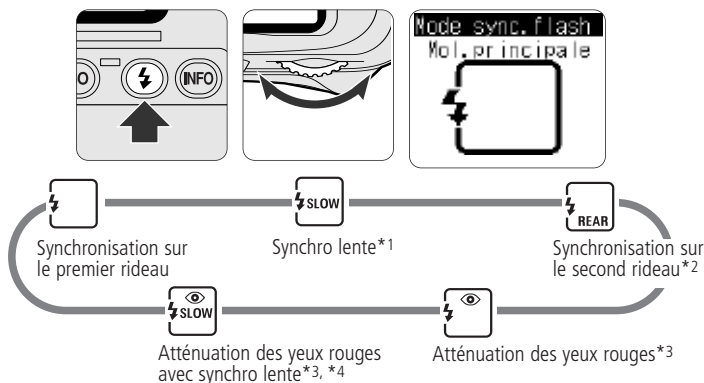 O
INFO
Mode sync.flash
Mol.principale
SLOW
REAR
Synchronisation sur
le premier rideau
Synchro lente*1
Synchronisation sur
le second rideau*2
SLOW
Atténuation des yeux rouges
avec synchro lente*3, *4
Atténuation des yeux rouges*3